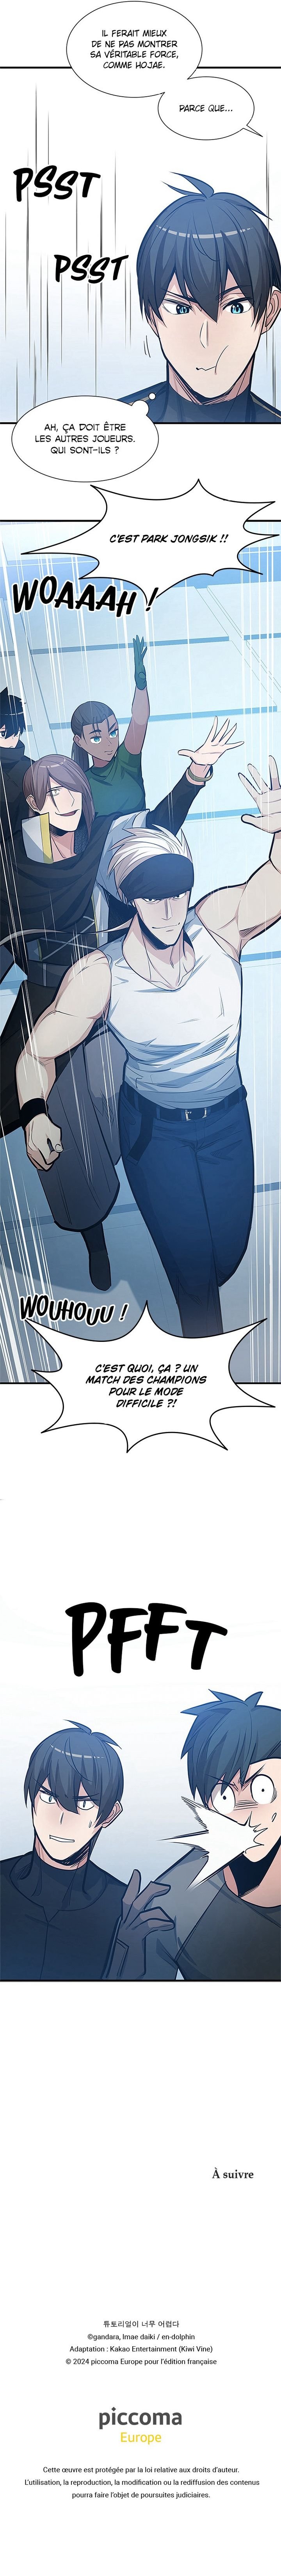 IL FERAIT MIEUX
DE NE PAS MONTRER
SA VÉRITABLE FORCE,
COMME HOJAE.
PARCE QUE...
PSST
PSST
AH, ÇA DOIT ÊTRE
LES AUTRES JOUEURS.
QUI SONT-ILS ?
C'EST PARK JONGSIK !!
WOAAAH !
WOUHOUU !
C'EST QUOI, ÇA ? UN
MATCH DES CHAMPIONS
POUR LE MODE
DIFFICILE ?!
PFFT
À suivre
튜토리얼이 너무 어렵다
©gandara, Imae daiki / en-dolphin
Adaptation : Kakao Entertainment (Kiwi Vine)
© 2024 piccoma Europe pour l'édition française
piccoma
Europe
Cette œuvre est protégée par la loi relative aux droits d'auteur.
L'utilisation, la reproduction, la modification ou la rediffusion des contenus
pourra faire l'objet de poursuites judiciaires.